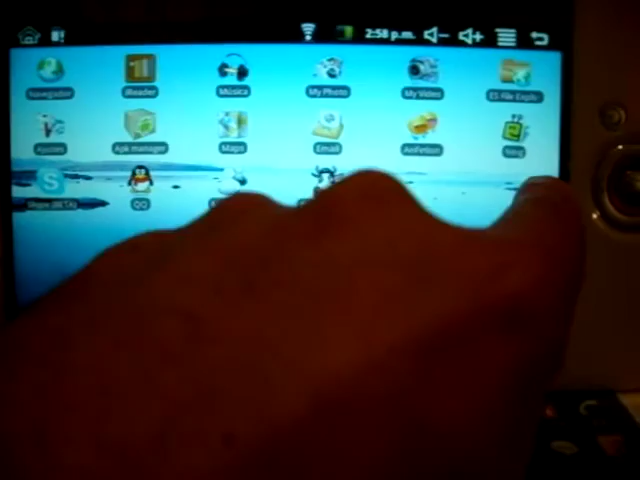 2:58 p.m.
Navegador iReader Música My Photo My Video ES File Explo
Ajustes Apk manager Maps Email
Skype (BETA) QQ